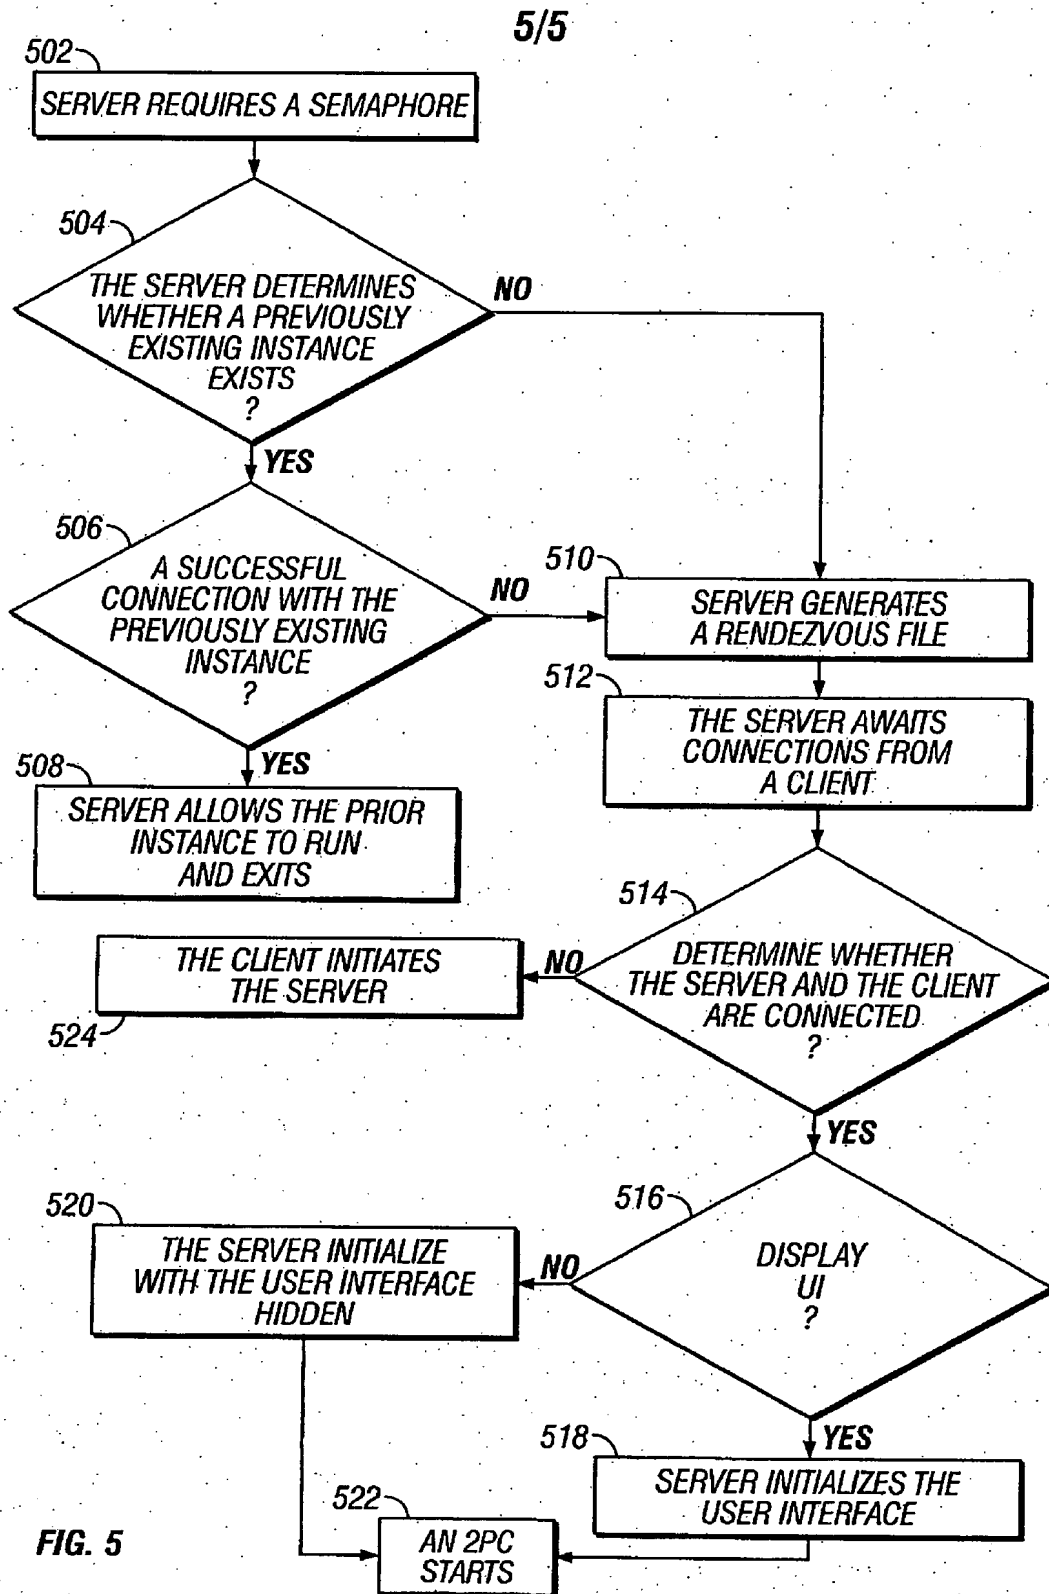 5/5
502
SERVER REQUIRES A SEMAPHORE
504
THE SERVER DETERMINES
WHETHER A PREVIOUSLY
EXISTING INSTANCE
EXISTS
?
NO
YES
506
A SUCCESSFUL
CONNECTION WITH THE
PREVIOUSLY EXISTING
INSTANCE
?
NO
YES
508
SERVER ALLOWS THE PRIOR
INSTANCE TO RUN
AND EXITS
510
SERVER GENERATES
A RENDEZVOUS FILE
512
THE SERVER AWAITS
CONNECTIONS FROM
A CLIENT
514
DETERMINE WHETHER
THE SERVER AND THE CLIENT
ARE CONNECTED
?
NO
THE CLIENT INITIATES
THE SERVER
524
YES
516
DISPLAY
UI
?
NO
520
THE SERVER INITIALIZE
WITH THE USER INTERFACE
HIDDEN
YES
518
SERVER INITIALIZES THE
USER INTERFACE
522
AN 2PC
STARTS
FIG. 5